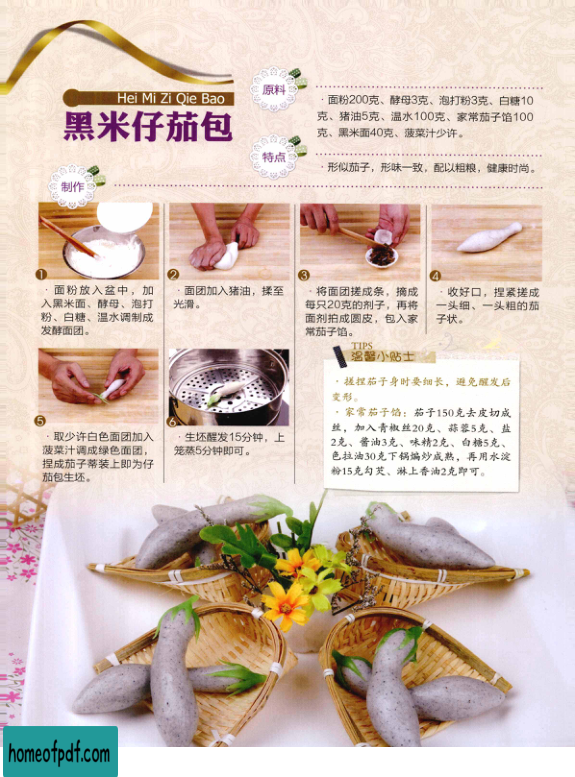 Hei Mi Zi Qie Bao
黑米仔茄包
原料
·面粉200克、酵母3克、泡打粉3克、白糖10
克、猪油5克、温水100克、家常茄子馅100
克、黑米面40克、菠菜汁少许。
特点
·形似茄子，形味一致，配以粗粮，健康时尚。
制作
1
·面粉放入盆中，加
入黑米面、酵母、泡打
粉、白糖、温水调制成
发酵面团。
2
·面团加入猪油，揉至
光滑。
3
·将面团搓成条，摘成
每只20克的剂子，再将
面剂拍成圆皮，包入家
常茄子馅。
4
·收好口，捏紧搓成
一头细、一头粗的茄
子状。
5
·取少许白色面团加入
菠菜汁调成绿色面团，
捏成茄子蒂装上即为仔
茄包生坯。
6
·生坯醒发15分钟，上
笼蒸5分钟即可。
TIPS
温馨小贴士
·搓捏茄子身时要细长，避免醒发后
变形。
·家常茄子馅：茄子150克去皮切成
丝，加入青椒丝20克、蒜蓉5克、盐
2克、酱油3克、味精2克、白糖5克、
色拉油30克下锅煸炒成熟，再用水淀
粉15克勾芡、淋上香油2克即可。
homeofpdf.com